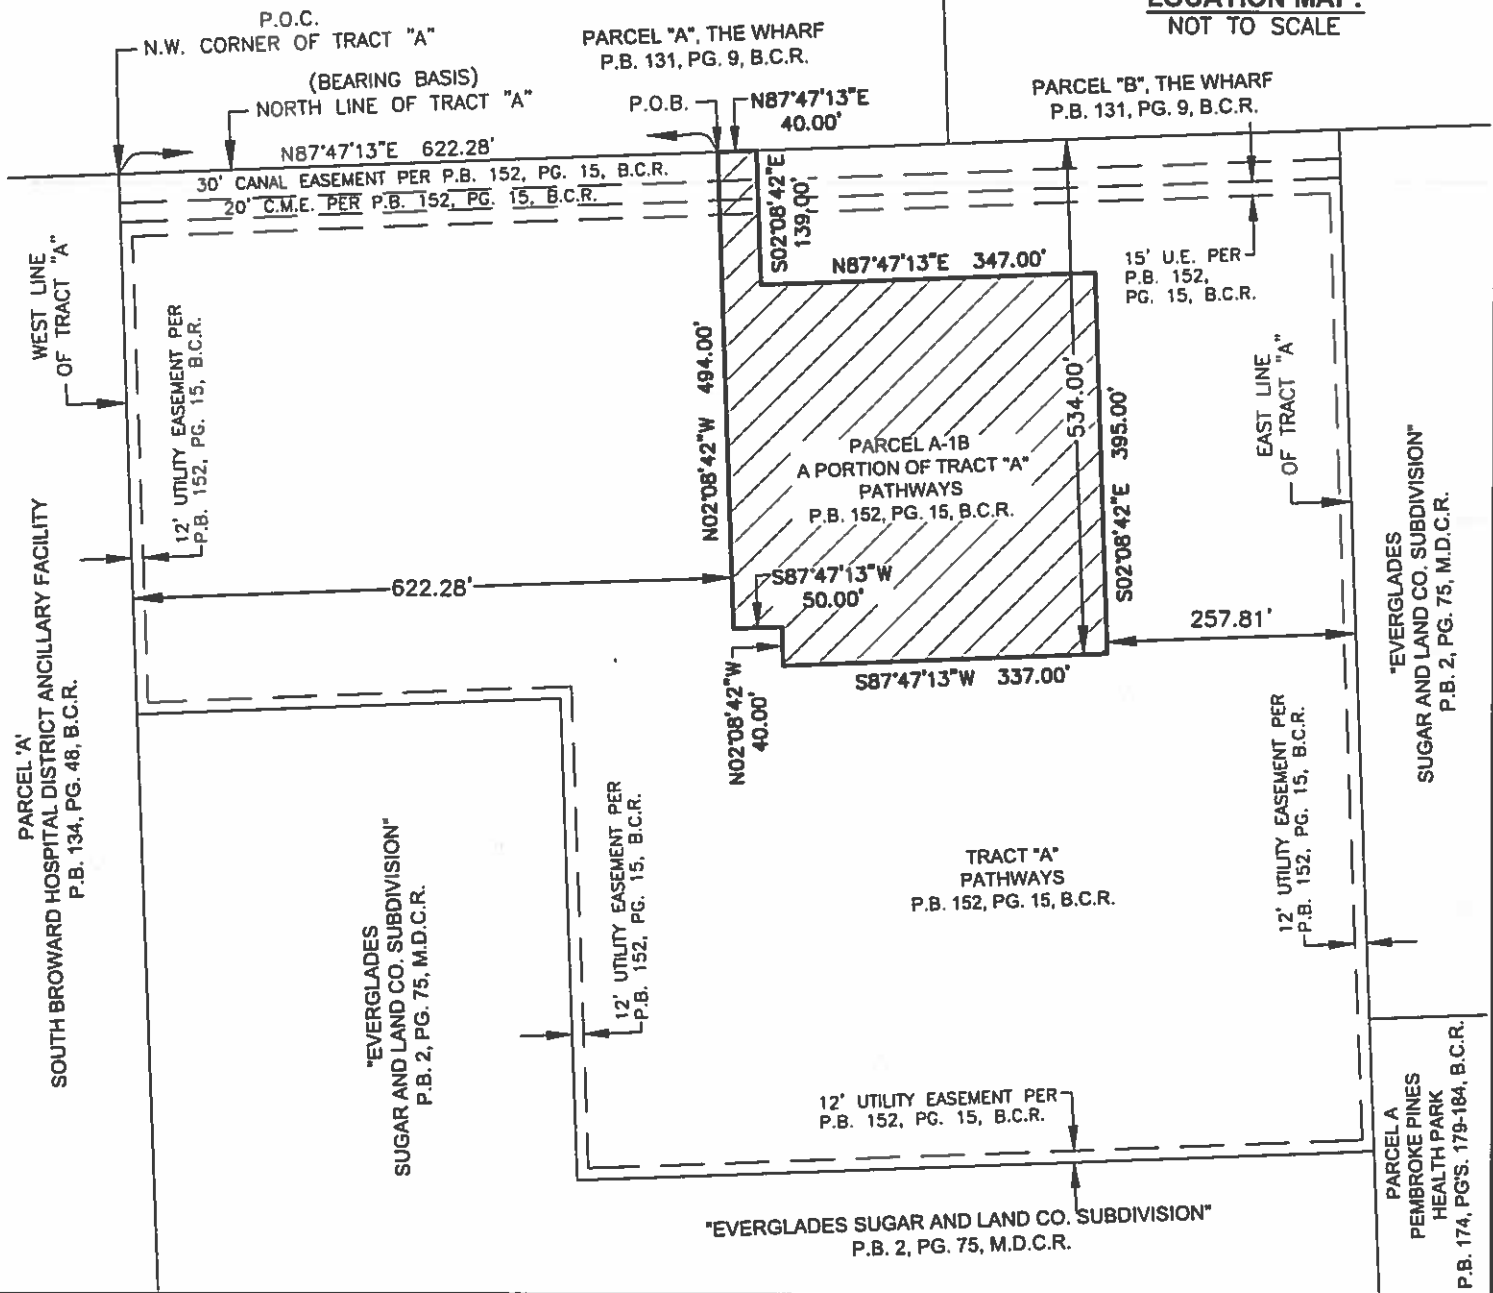 LOCATION MAP:
NOT TO SCALE
P.O.C.
N.W. CORNER OF TRACT "A"
(BEARING BASIS)
NORTH LINE OF TRACT "A"
PARCEL "A", THE WHARF
P.B. 131, PG. 9, B.C.R.
P.O.B.
N87°47'13"E
40.00'
PARCEL "B", THE WHARF
P.B. 131, PG. 9, B.C.R.
N87°47'13"E 622.28'
30' CANAL EASEMENT PER P.B. 152, PG. 15, B.C.R.
20' C.M.E. PER P.B. 152, PG. 15, B.C.R.
S02°08'42"E
139.00'
N87°47'13"E 347.00'
15' U.E. PER
P.B. 152,
PG. 15, B.C.R.
WEST LINE
OF TRACT "A"
12' UTILITY EASEMENT PER
P.B. 152, PG. 15, B.C.R.
N02°08'42"W 494.00'
534.00'
S02°08'42"E 395.00'
EAST LINE
OF TRACT "A"
PARCEL A-1B
A PORTION OF TRACT "A"
PATHWAYS
P.B. 152, PG. 15, B.C.R.
"EVERGLADES
SUGAR AND LAND CO. SUBDIVISION"
P.B. 2, PG. 75, M.D.C.R.
622.28'
S87°47'13"W
50.00'
257.81'
N02°08'42"W
40.00'
S87°47'13"W 337.00'
PARCEL 'A'
SOUTH BROWARD HOSPITAL DISTRICT ANCILLARY FACILITY
P.B. 134, PG. 48, B.C.R.
"EVERGLADES
SUGAR AND LAND CO. SUBDIVISION"
P.B. 2, PG. 75, M.D.C.R.
12' UTILITY EASEMENT PER
P.B. 152, PG. 15, B.C.R.
TRACT "A"
PATHWAYS
P.B. 152, PG. 15, B.C.R.
12' UTILITY EASEMENT PER
P.B. 152, PG. 15, B.C.R.
12' UTILITY EASEMENT PER
P.B. 152, PG. 15, B.C.R.
PARCEL A
PEMBROKE PINES
HEALTH PARK
P.B. 174, PG'S. 179-184, B.C.R.
"EVERGLADES SUGAR AND LAND CO. SUBDIVISION"
P.B. 2, PG. 75, M.D.C.R.